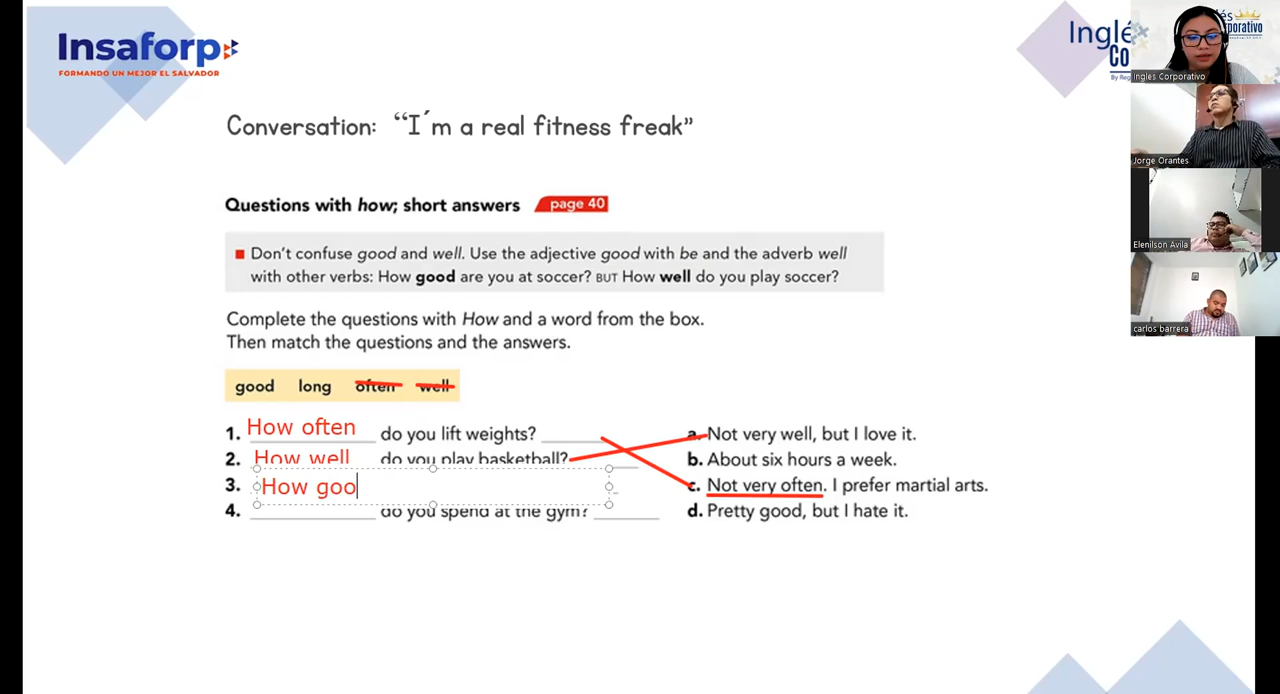 Insaforp
FORMANDO UN MEJOR EL SALVADOR
Conversation: “I´m a real fitness freak”
Questions with how; short answers page 40
Don't confuse good and well. Use the adjective good with be and the adverb well
with other verbs: How good are you at soccer? BUT How well do you play soccer?
Complete the questions with How and a word from the box.
Then match the questions and the answers.
good long often well
1. How often do you lift weights? a. Not very well, but I love it.
2. How well do you play basketball? b. About six hours a week.
3. How goo c. Not very often. I prefer martial arts.
4. do you spend at the gym? d. Pretty good, but I hate it.
Ingles Corporativo
Jorge Orantes
Elenilson Avila
carlos barrera